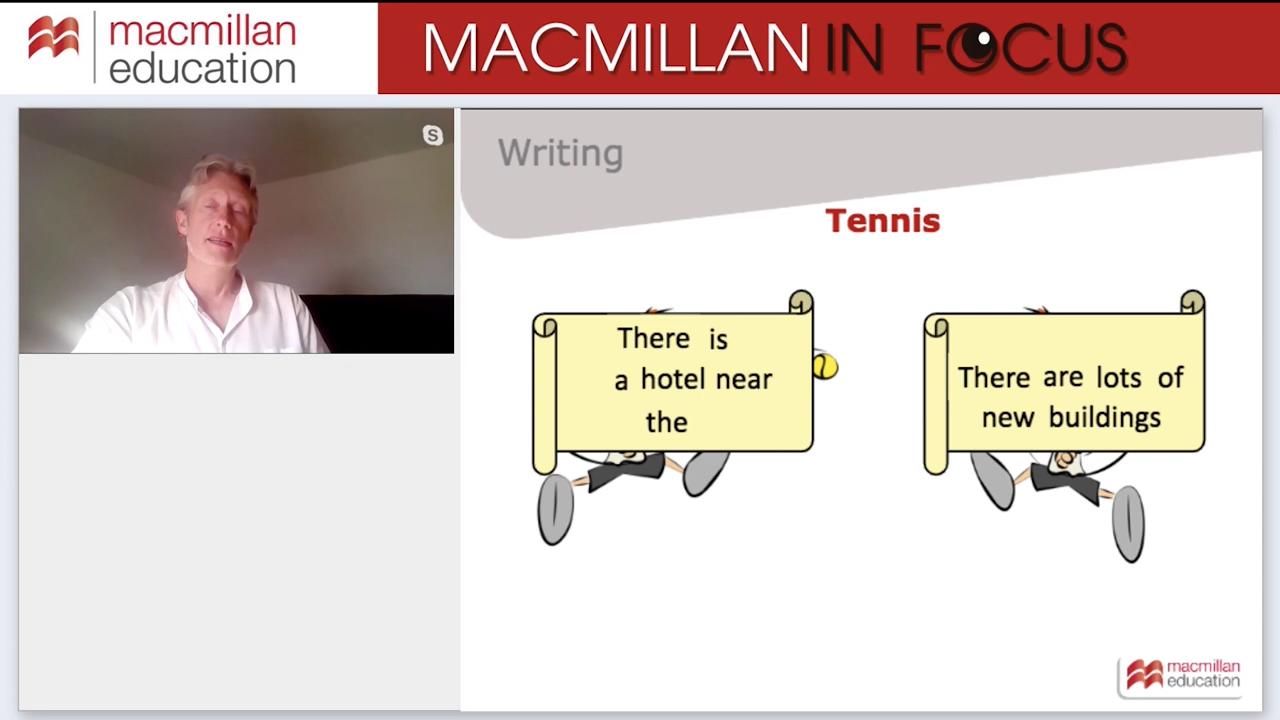 macmillan
education
MACMILLAN IN FOCUS
S
Writing
Tennis
There is
a hotel near
the
There are lots of
new buildings
macmillan
education